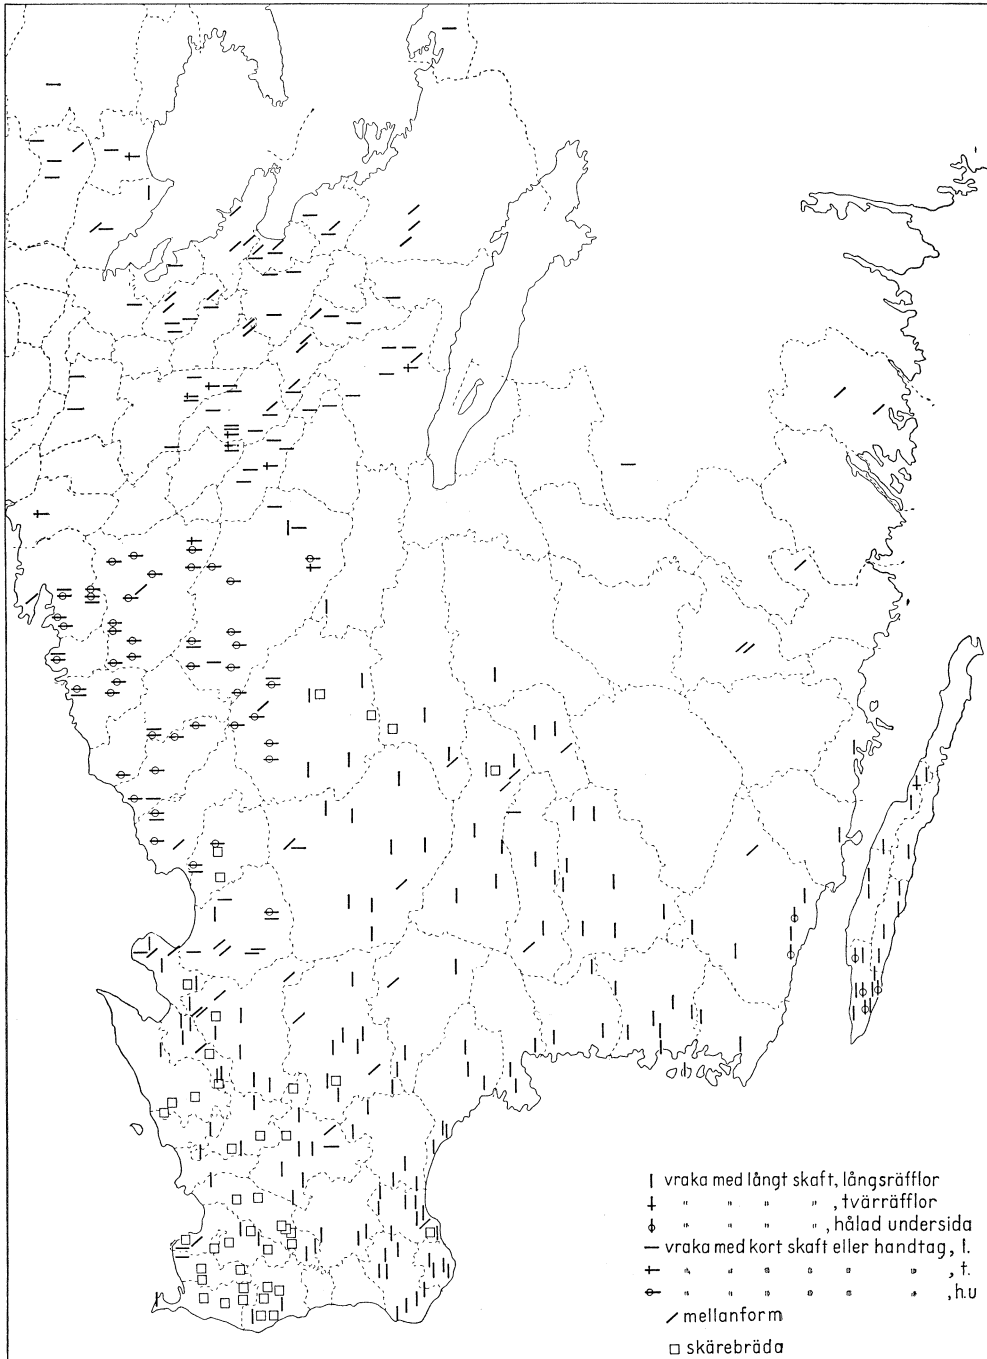 vraka med långt skaft, långsräfflor
" " " " , tvärräfflor
" " " " , hålad undersida
vraka med kort skaft eller handtag, l.
" " " " " " , t.
" " " " " " , h.u
mellanform
skärebräda